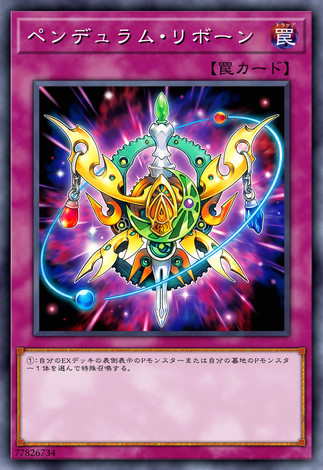 ペンデュラム・リボーン
トラップ
罠
【罠カード】
①:自分のEXデッキの表側表示のPモンスターまたは自分の墓地のPモンスタ
ー1体を選んで特殊召喚する。
77826734